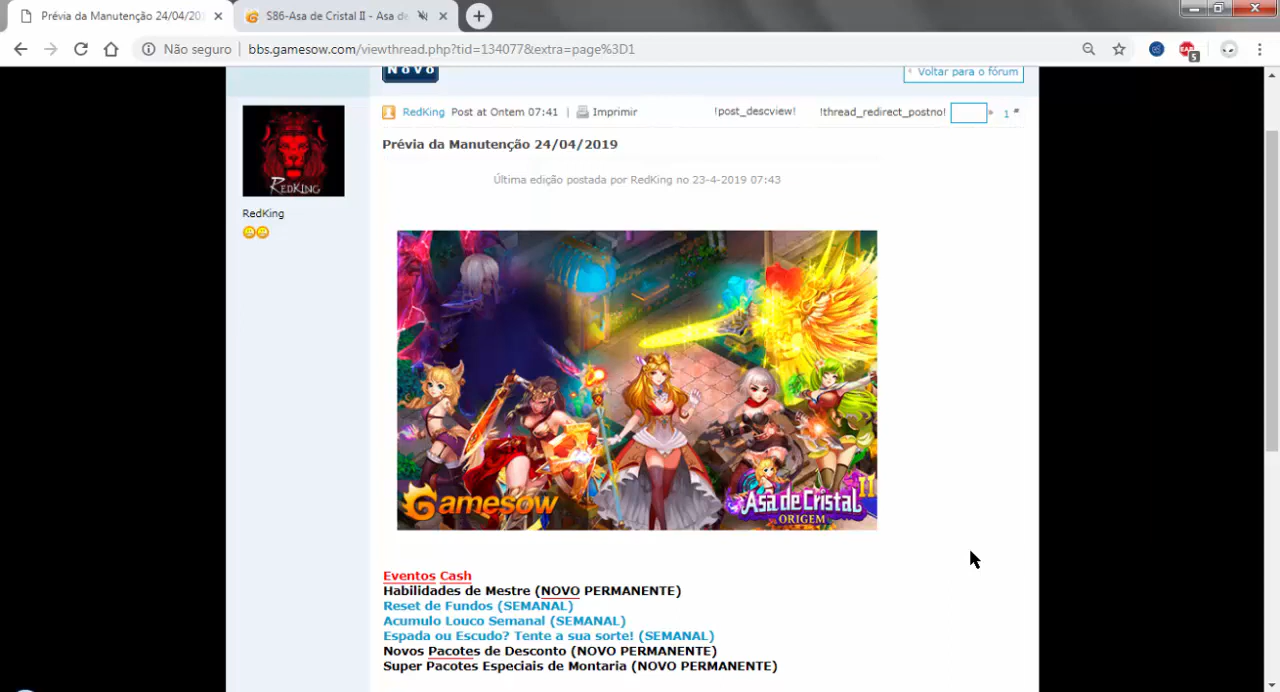 Prévia da Manutenção 24/04/201
S86-Asa de Cristal II - Asa de
Não seguro
bbs.gamesow.com/viewthread.php?tid=134077&extra=page%3D1
5
NOVO
Voltar para o fórum
RedKing Post at Ontem 07:41 | Imprimir !post_descview! !thread_redirect_postno! 1 #
Prévia da Manutenção 24/04/2019
Última edição postada por RedKing no 23-4-2019 07:43
REDKING
RedKing
Gamesow
Asa de Cristal II
ORIGEM
Eventos Cash
Habilidades de Mestre (NOVO PERMANENTE)
Reset de Fundos (SEMANAL)
Acumulo Louco Semanal (SEMANAL)
Espada ou Escudo? Tente a sua sorte! (SEMANAL)
Novos Pacotes de Desconto (NOVO PERMANENTE)
Super Pacotes Especiais de Montaria (NOVO PERMANENTE)